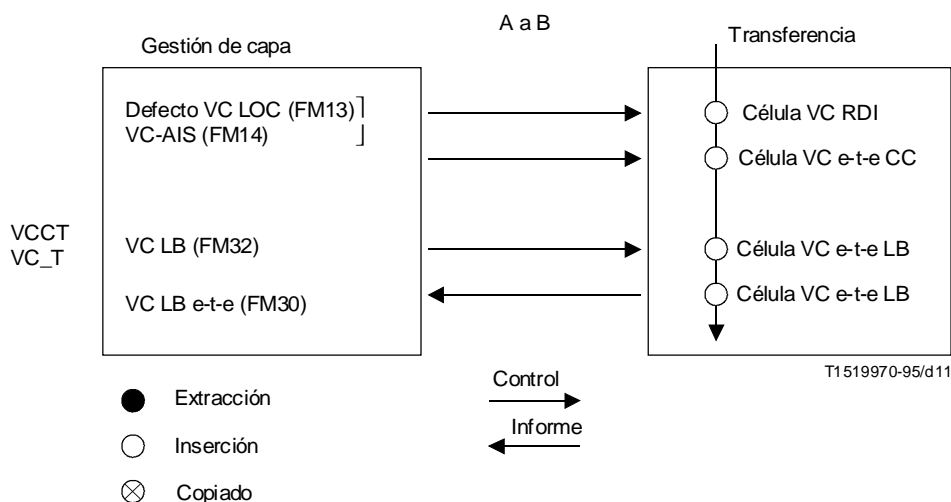 A a B
Gestión de capa
Transferencia
Defecto VC LOC (FM13)
VC-AIS (FM14)
Célula VC RDI
Célula VC e-t-e CC
VCCT
VC_T
VC LB (FM32)
Célula VC e-t-e LB
VC LB e-t-e (FM30)
Célula VC e-t-e LB
T1519970-95/d11
Control
Extracción
Informe
Inserción
Copiado